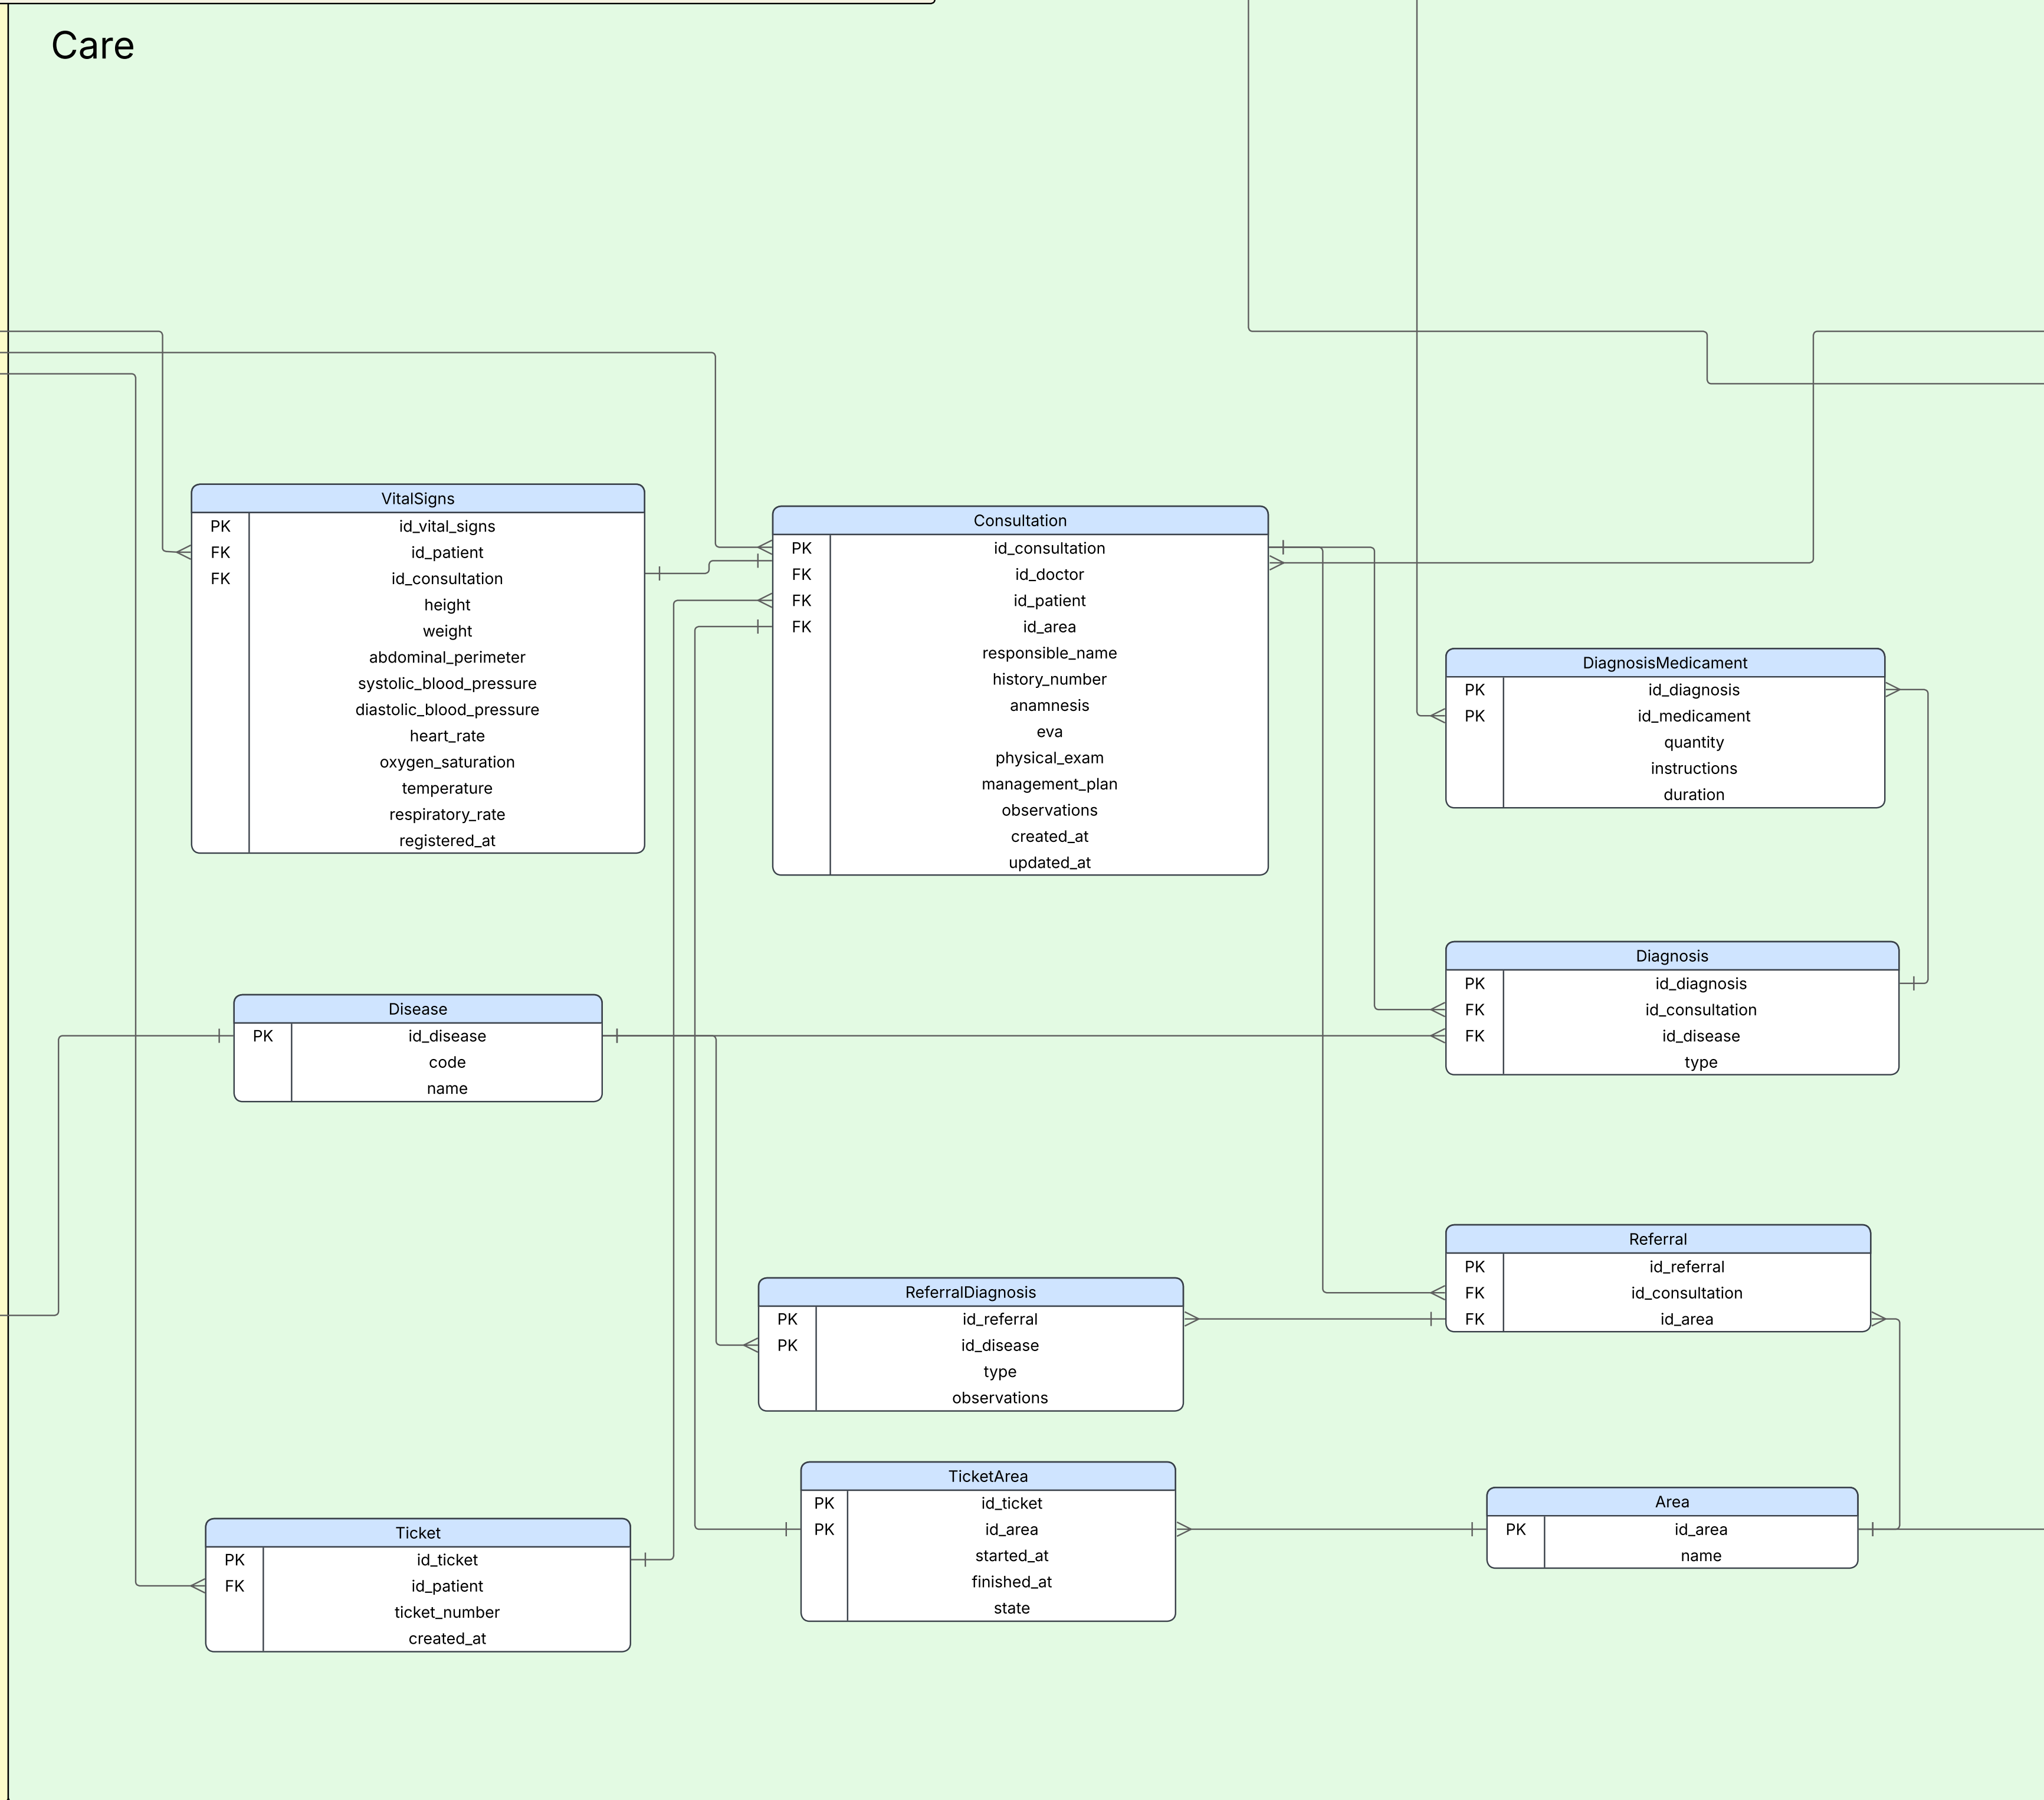 Care
VitalSigns
PK id_vital_signs
FK id_patient
FK id_consultation
height
weight
abdominal_perimeter
systolic_blood_pressure
diastolic_blood_pressure
heart_rate
oxygen_saturation
temperature
respiratory_rate
registered_at
Consultation
PK id_consultation
FK id_doctor
FK id_patient
FK id_area
responsible_name
history_number
anamnesis
eva
physical_exam
management_plan
observations
created_at
updated_at
DiagnosisMedicament
PK id_diagnosis
PK id_medicament
quantity
instructions
duration
Diagnosis
PK id_diagnosis
FK id_consultation
FK id_disease
type
Disease
PK id_disease
code
name
Referral
PK id_referral
FK id_consultation
FK id_area
ReferralDiagnosis
PK id_referral
PK id_disease
type
observations
TicketArea
PK id_ticket
PK id_area
started_at
finished_at
state
Area
PK id_area
name
Ticket
PK id_ticket
FK id_patient
ticket_number
created_at